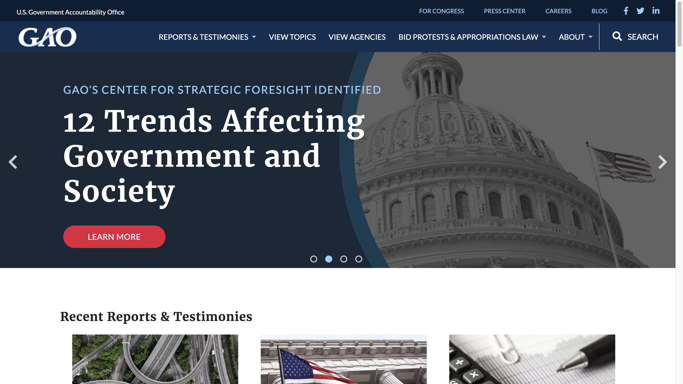 U.S. Government Accountability Office
FOR CONGRESS PRESS CENTER CAREERS BLOG
GAO
REPORTS & TESTIMONIES VIEW TOPICS VIEW AGENCIES BID PROTESTS & APPROPRIATIONS LAW ABOUT SEARCH
GAO'S CENTER FOR STRATEGIC FORESIGHT IDENTIFIED
12 Trends Affecting
Government and
Society
LEARN MORE
Recent Reports & Testimonies